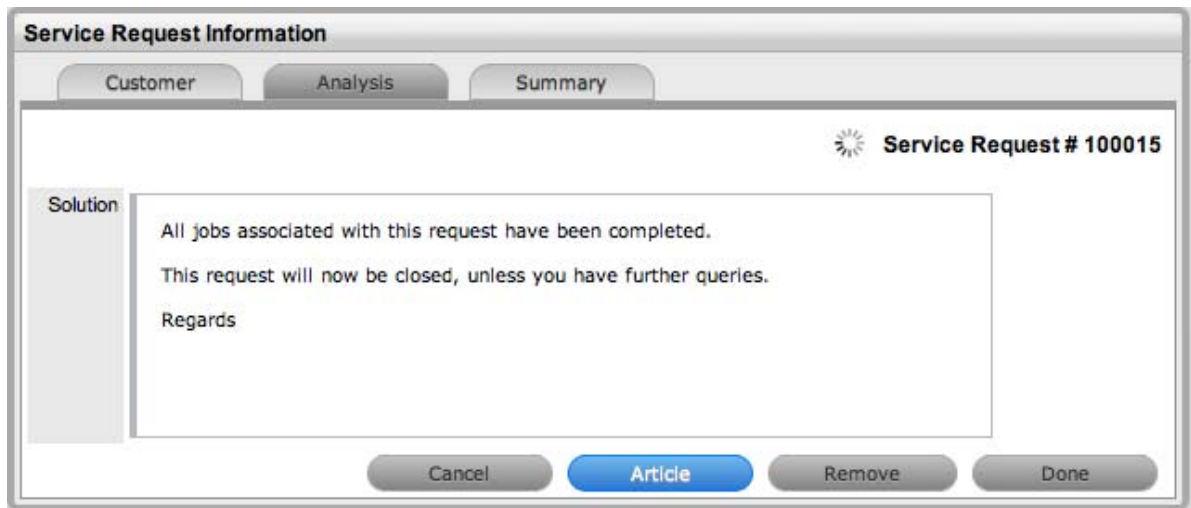 Service Request Information
Customer
Analysis
Summary
Service Request # 100015
Solution
All jobs associated with this request have been completed.
This request will now be closed, unless you have further queries.
Regards
Cancel
Article
Remove
Done